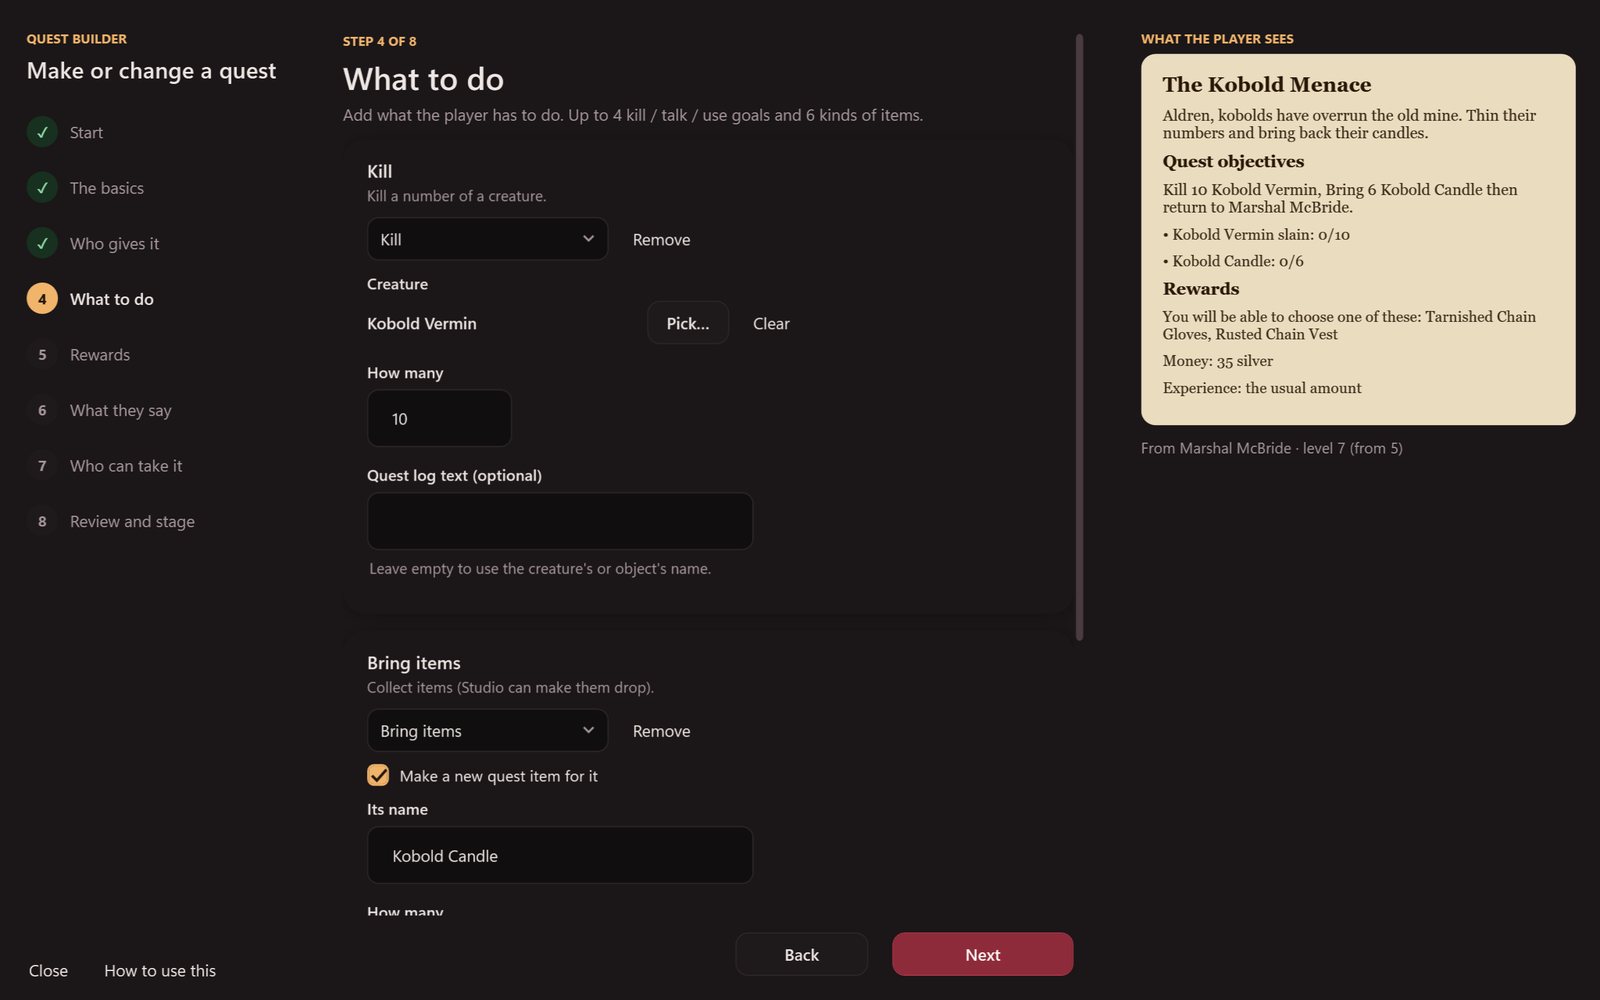 QUEST BUILDER
Make or change a quest
✓ Start
✓ The basics
✓ Who gives it
4 What to do
5 Rewards
6 What they say
7 Who can take it
8 Review and stage
Close
How to use this
STEP 4 OF 8
What to do
Add what the player has to do. Up to 4 kill / talk / use goals and 6 kinds of items.
Kill
Kill a number of a creature.
Kill
Remove
Creature
Kobold Vermin
Pick...
Clear
How many
10
Quest log text (optional)
Leave empty to use the creature's or object's name.
Bring items
Collect items (Studio can make them drop).
Bring items
Remove
Make a new quest item for it
Its name
Kobold Candle
How many
Back
Next
WHAT THE PLAYER SEES
The Kobold Menace
Aldren, kobolds have overrun the old mine. Thin their
numbers and bring back their candles.
Quest objectives
Kill 10 Kobold Vermin, Bring 6 Kobold Candle then
return to Marshal McBride.
• Kobold Vermin slain: 0/10
• Kobold Candle: 0/6
Rewards
You will be able to choose one of these: Tarnished Chain
Gloves, Rusted Chain Vest
Money: 35 silver
Experience: the usual amount
From Marshal McBride · level 7 (from 5)